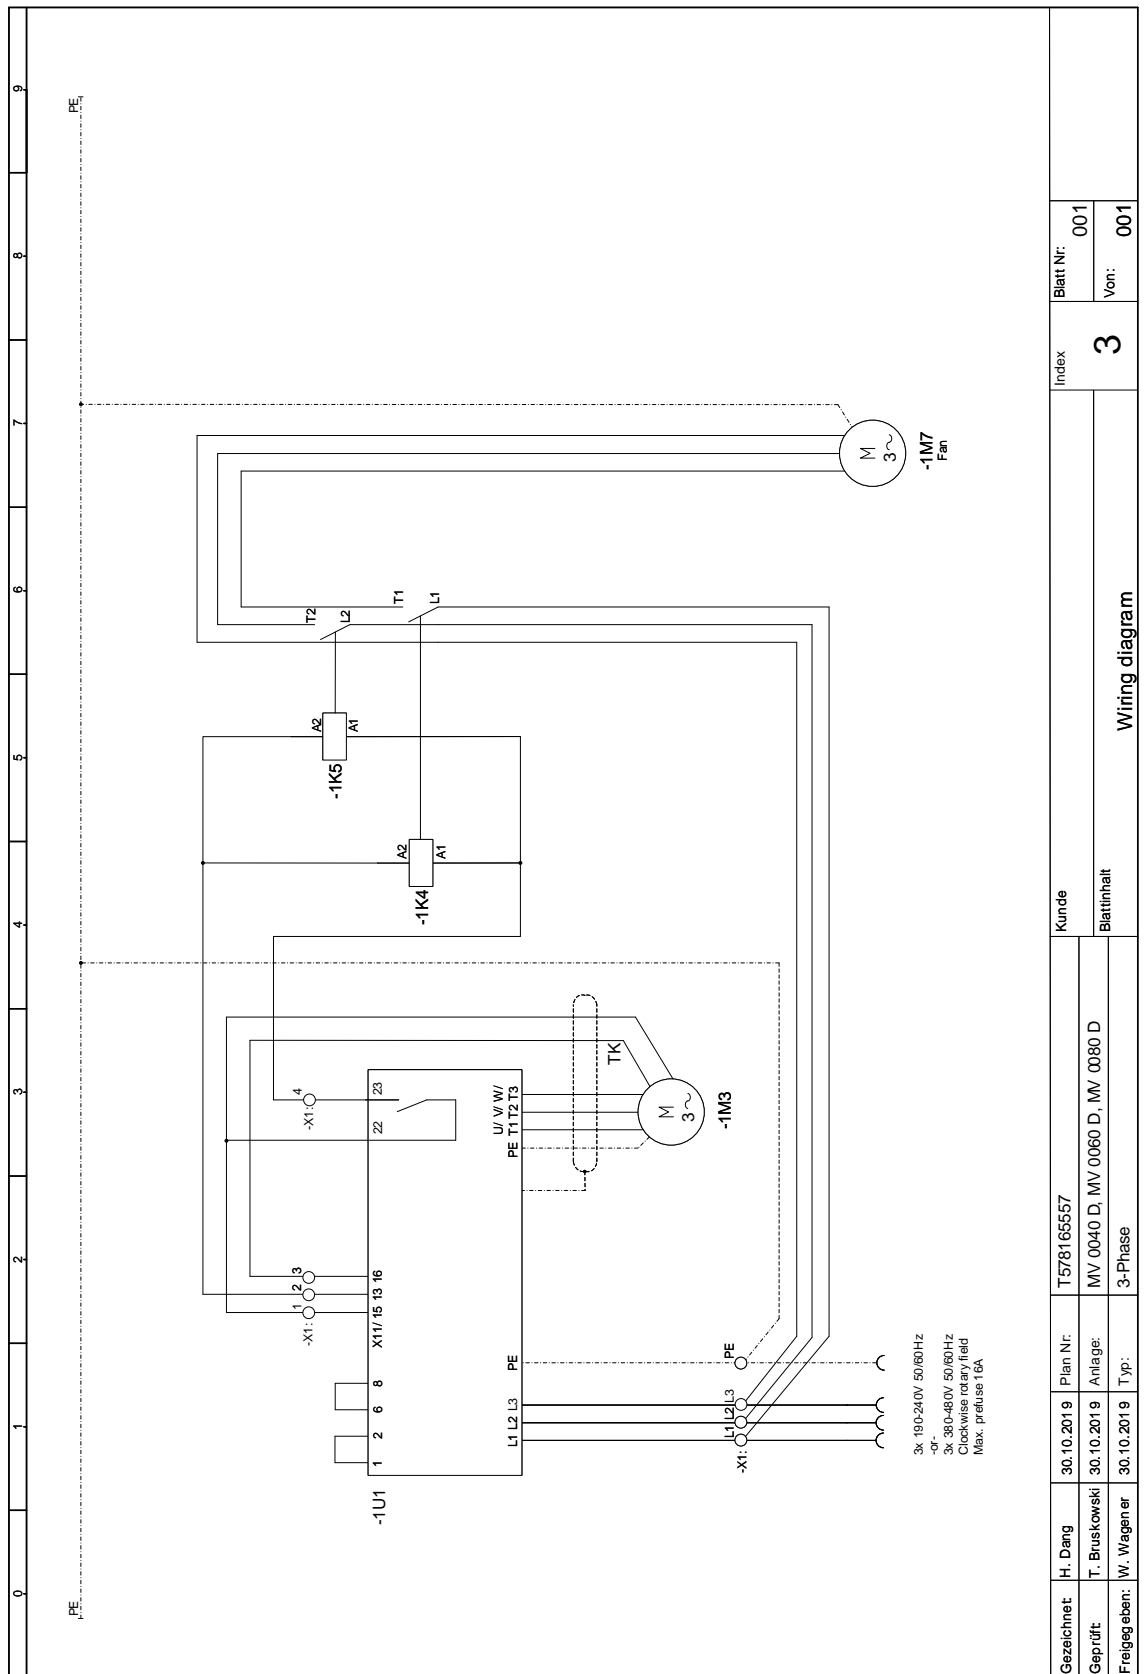 0
1
2
3
4
5
6
7
8
9
PE
PE
-1U1
1
2
6
8
X11/ 15 13 16
22
23
-X1: 1 2 3
-X1: 4
L1 L2 L3
PE
PE T1 T2 T3
U/ V/ W/
TK
M
3~
-1M3
-1K4
A2
A1
-1K5
A2
A1
T2
L2
T1
L1
M
3~
-1M7
Fan
-X1:
L1 L2 L3
PE
3x 190-240V 50/60Hz
-or-
3x 380-480V 50/60Hz
Clockwise rotary field
Max. prefuse 16A
Gezeichnet: H. Dang 30.10.2019 Plan Nr: T578165557
Geprüft: T. Bruskowski 30.10.2019 Anlage: MV 0040 D, MV 0060 D, MV 0080 D
Freigegeben: W. Wagener 30.10.2019 Typ: 3-Phase
Kunde
Blattinhalt
Wiring diagram
Index
3
Blatt Nr:
001
Von:
001